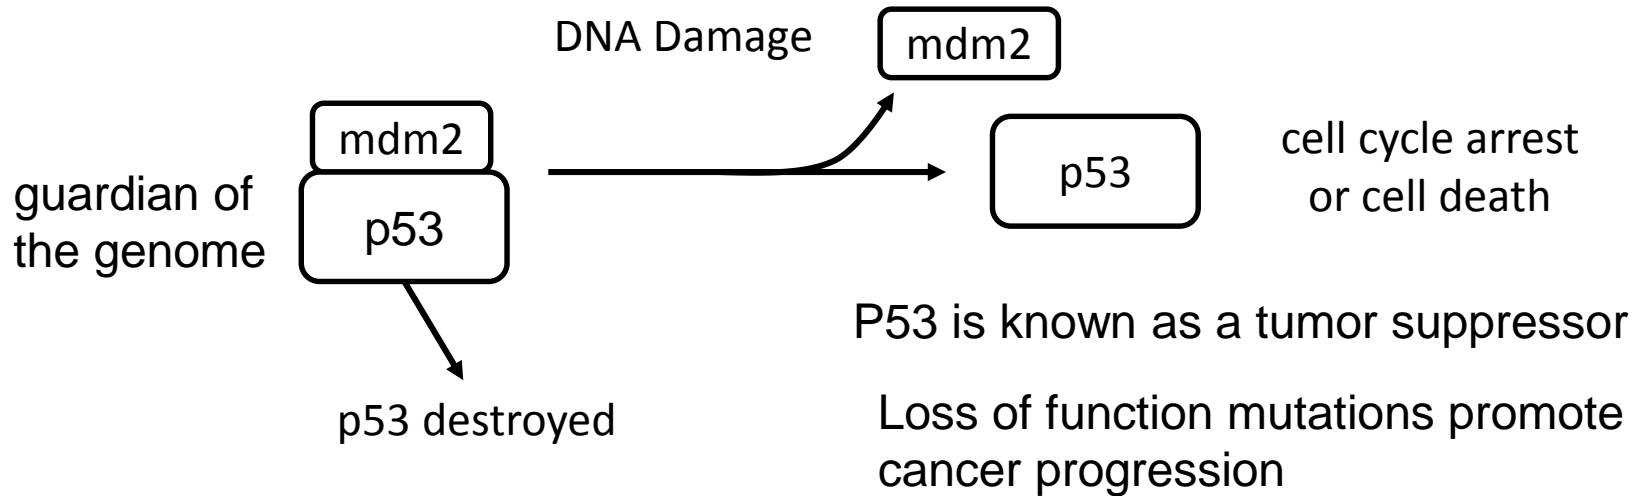 DNA Damage
mdm2
mdm2
guardian of
the genome
p53
p53
cell cycle arrest
or cell death
p53 destroyed
P53 is known as a tumor suppressor
Loss of function mutations promote
cancer progression